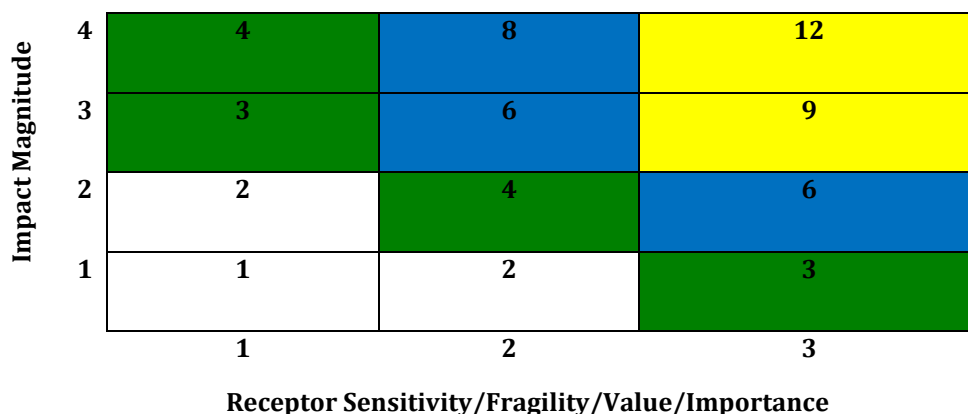 Impact Magnitude
4 4 8 12
3 3 6 9
2 2 4 6
1 1 2 3
1 2 3
Receptor Sensitivity/Fragility/Value/Importance